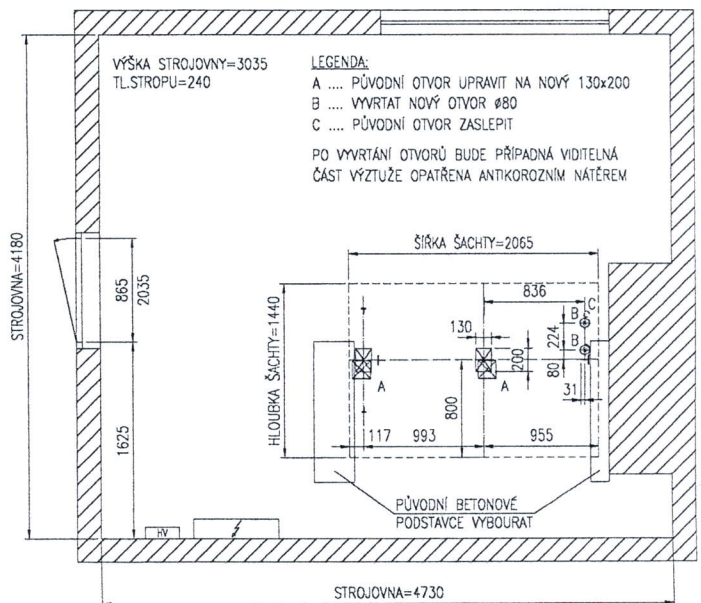 VÝŠKA STROJOVNY=3035
TL.STROPU=240
LEGENDA:
A .... PŮVODNÍ OTVOR UPRAVIT NA NOVÝ 130x200
B .... VYVRTAT NOVÝ OTVOR ø80
C .... PŮVODNÍ OTVOR ZASLEPIT
PO VYVRTÁNÍ OTVORŮ BUDE PŘÍPADNÁ VIDITELNÁ
ČÁST VÝZTUŽE OPATŘENA ANTIKOROZNÍM NÁTĚREM
STROJOVNA=4180
865
2035
1625
ŠÍŘKA ŠACHTY=2065
HLOUBKA ŠACHTY=1440
836
C
B
130
224
B
200
80
A
A
31
800
117
993
955
PŮVODNÍ BETONOVÉ
PODSTAVCE VYBOURAT
HV
STROJOVNA=4730